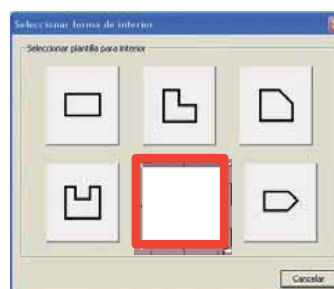 Seleccionar forma de interior
Seleccionar plantilla para interior
Cancelar